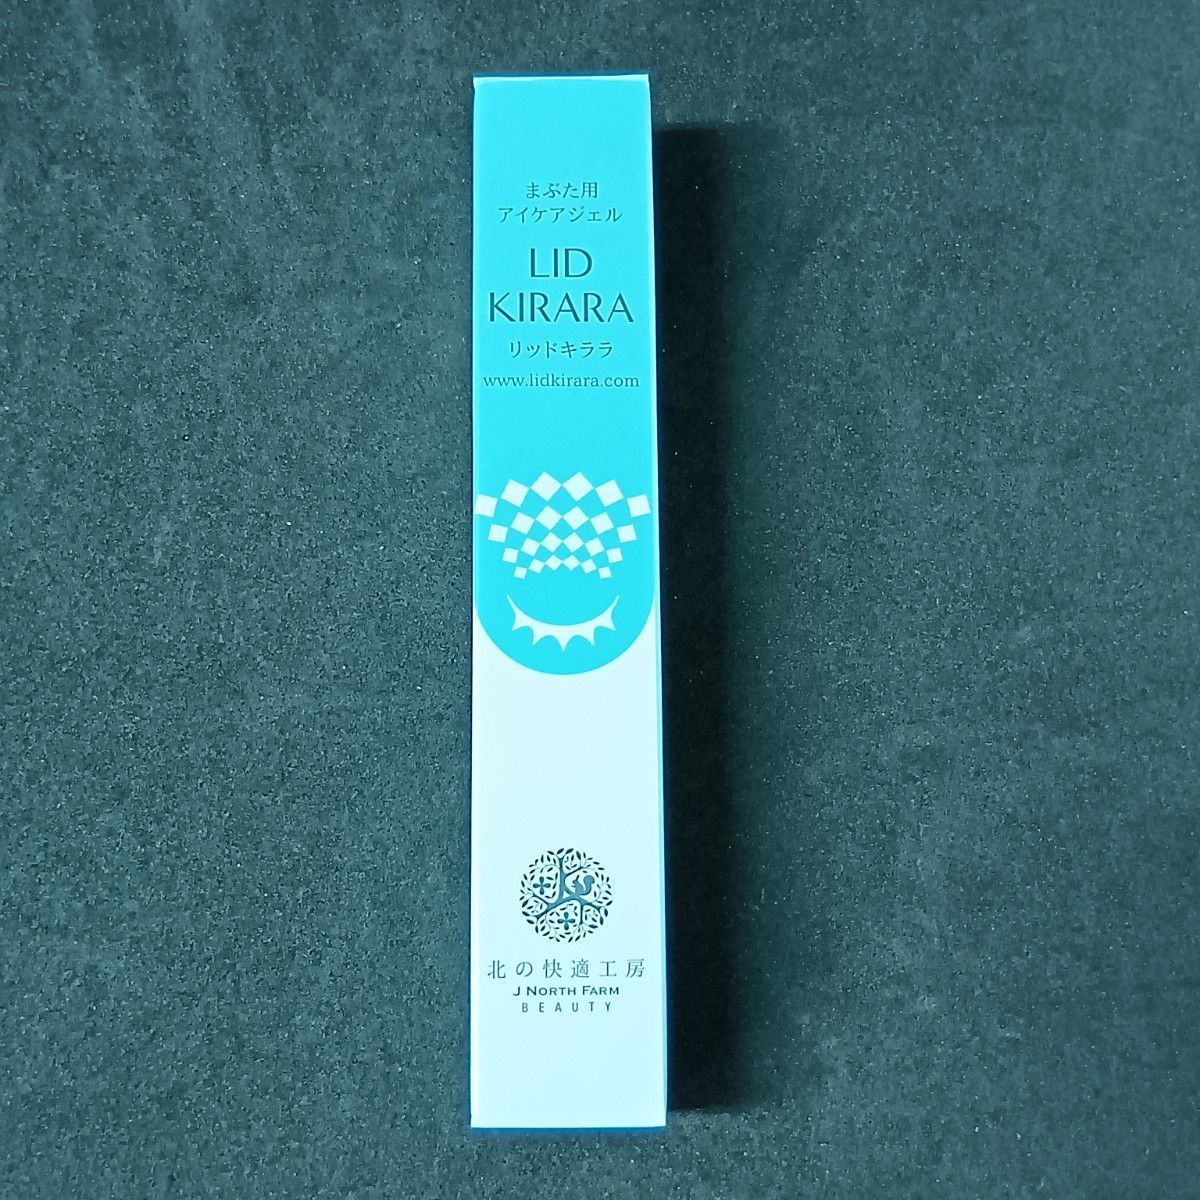 まぶた用
アイケアジェル
LID
KIRARA
リッドキララ
www.lidkirara.com
北の快適工房
J NORTH FARM
BEAUTY